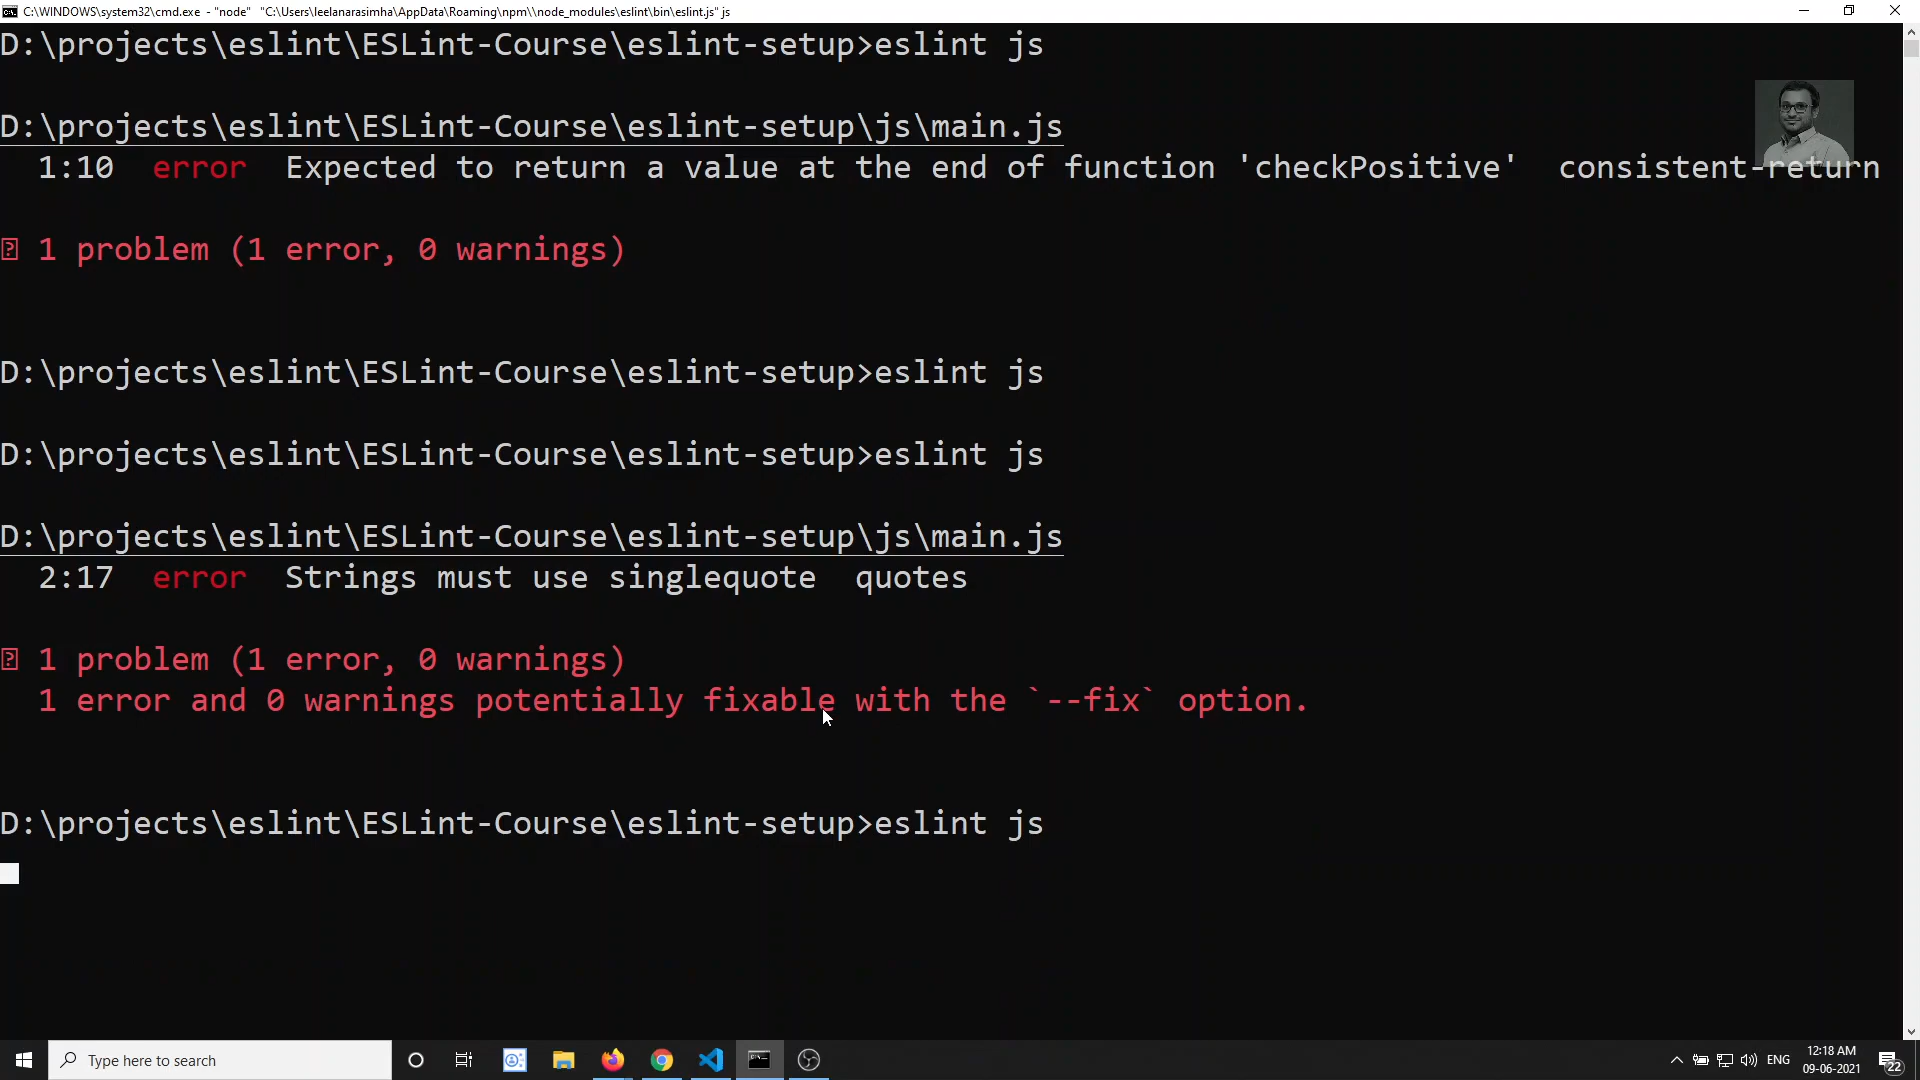 C:\WINDOWS\system32\cmd.exe - "node" "C:\Users\leelanarasimha\AppData\Roaming\npm\\node_modules\eslint\bin\eslint.js" js
D:\projects\eslint\ESLint-Course\eslint-setup>eslint js
D:\projects\eslint\ESLint-Course\eslint-setup\js\main.js
1:10 error Expected to return a value at the end of function 'checkPositive' consistent-return
1 problem (1 error, 0 warnings)
D:\projects\eslint\ESLint-Course\eslint-setup>eslint js
D:\projects\eslint\ESLint-Course\eslint-setup>eslint js
D:\projects\eslint\ESLint-Course\eslint-setup\js\main.js
2:17 error Strings must use singlequote quotes
1 problem (1 error, 0 warnings)
1 error and 0 warnings potentially fixable with the `--fix` option.
D:\projects\eslint\ESLint-Course\eslint-setup>eslint js
Type here to search
ENG
12:18 AM
09-06-2021
22